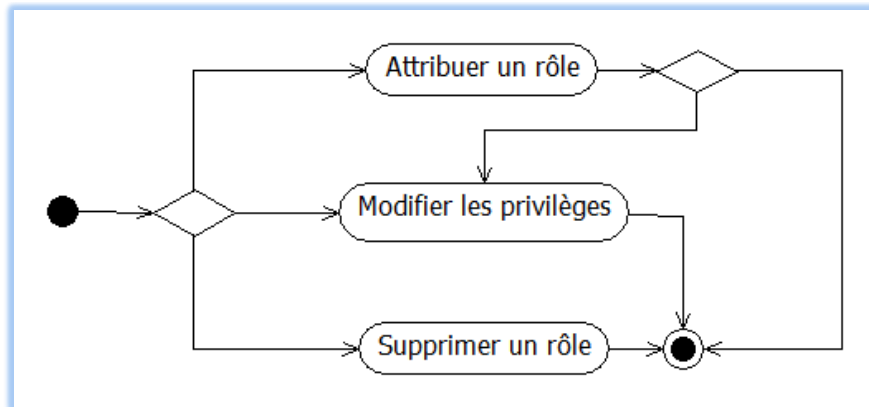 Attribuer un rôle
Modifier les privilèges
Supprimer un rôle